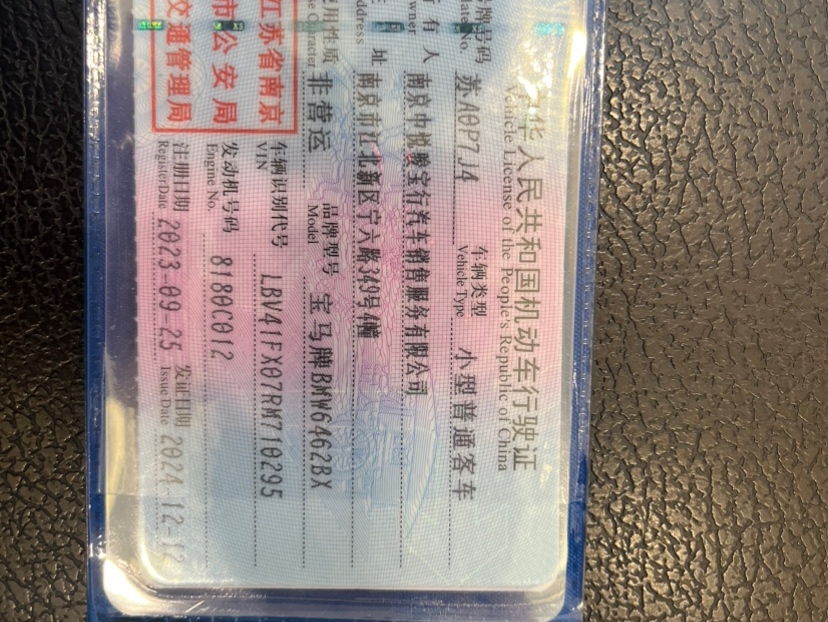 中华人民共和国机动车行驶证
Vehicle License of the People's Republic of China
号牌号码 苏A0P7J4 车辆类型 小型普通客车
Plate No. Vehicle Type
所有人 南京中悦致宝行汽车销售服务有限公司
Owner
住址 南京市江北新区宁六路349号4幢
Address
使用性质 非营运 品牌型号 宝马牌BMW6462BX
Use Character Model
江苏省南京
市公安局
交通管理局
车辆识别代号 LBV41FX07RM710295
VIN
发动机号码 8180C012
Engine No.
注册日期 2023-09-25 发证日期 2024-12-12
Register Date Issue Date